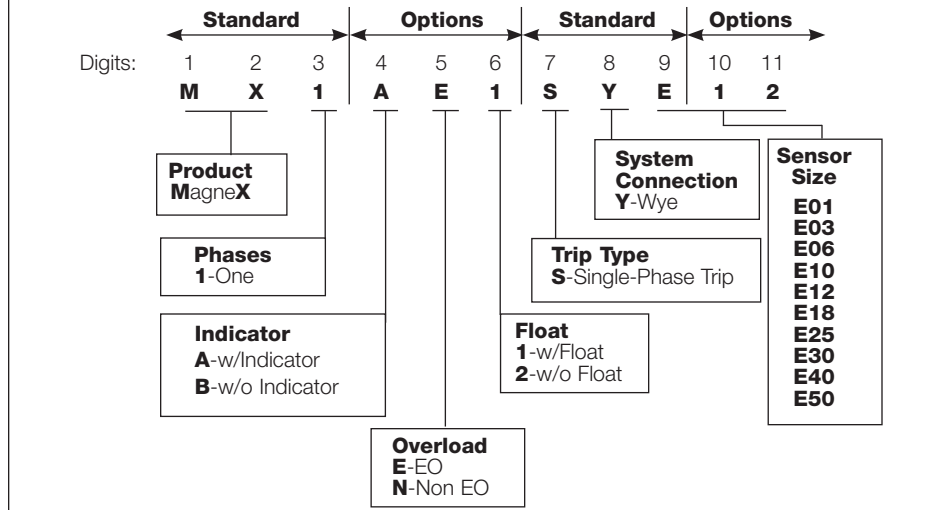 Standard Options Standard Options
Digits: 1 2 3 4 5 6 7 8 9 10 11
M X 1 A E 1 S Y E 1 2
Product
MagneX
Phases
1-One
Indicator
A-w/Indicator
B-w/o Indicator
Overload
E-EO
N-Non EO
Float
1-w/Float
2-w/o Float
Trip Type
S-Single-Phase Trip
System
Connection
Y-Wye
Sensor
Size
E01
E03
E06
E10
E12
E18
E25
E30
E40
E50